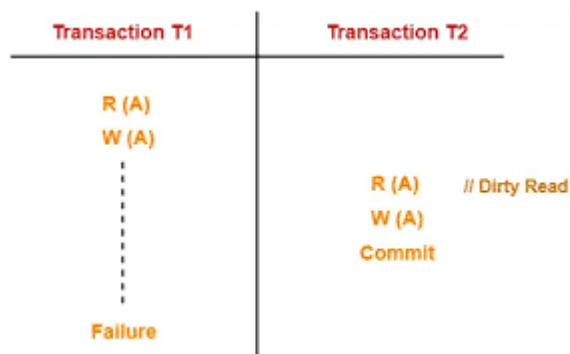 Transaction T1 Transaction T2
R (A)
W (A)
R (A) // Dirty Read
W (A)
Commit
Failure